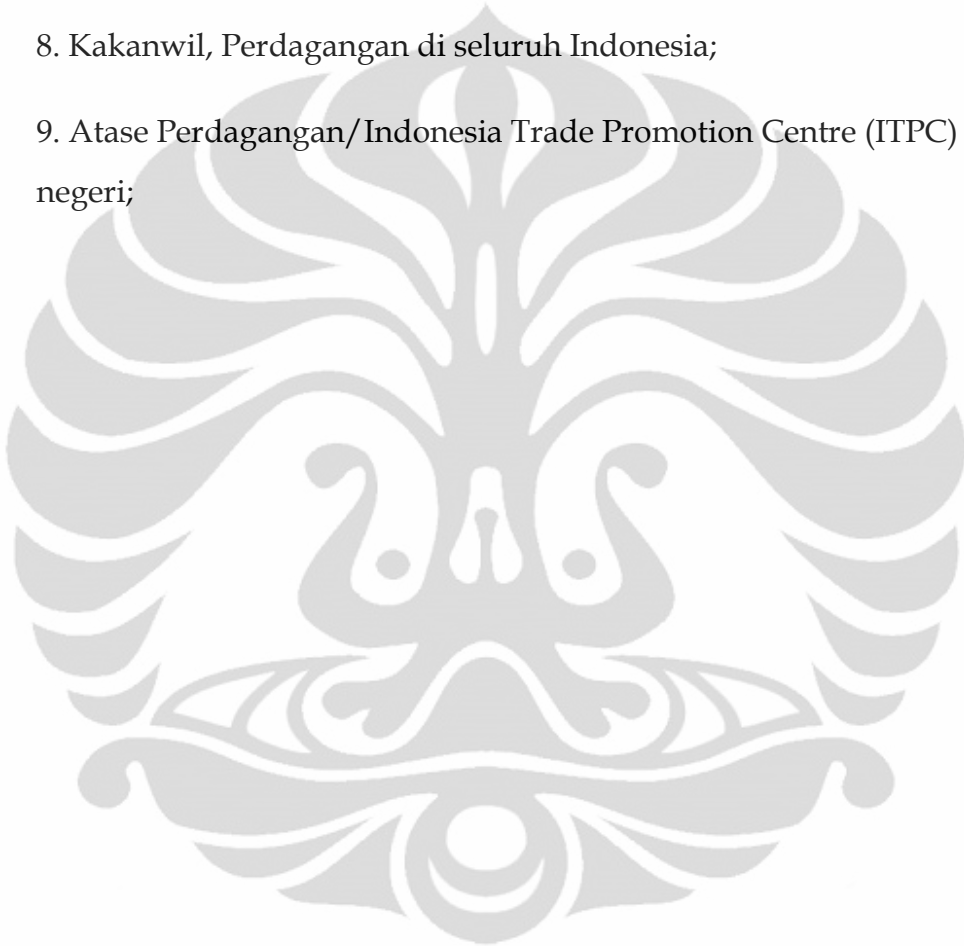 8. Kakanwil, Perdagangan di seluruh Indonesia;
9. Atase Perdagangan/Indonesia Trade Promotion Centre (ITPC)
negeri;